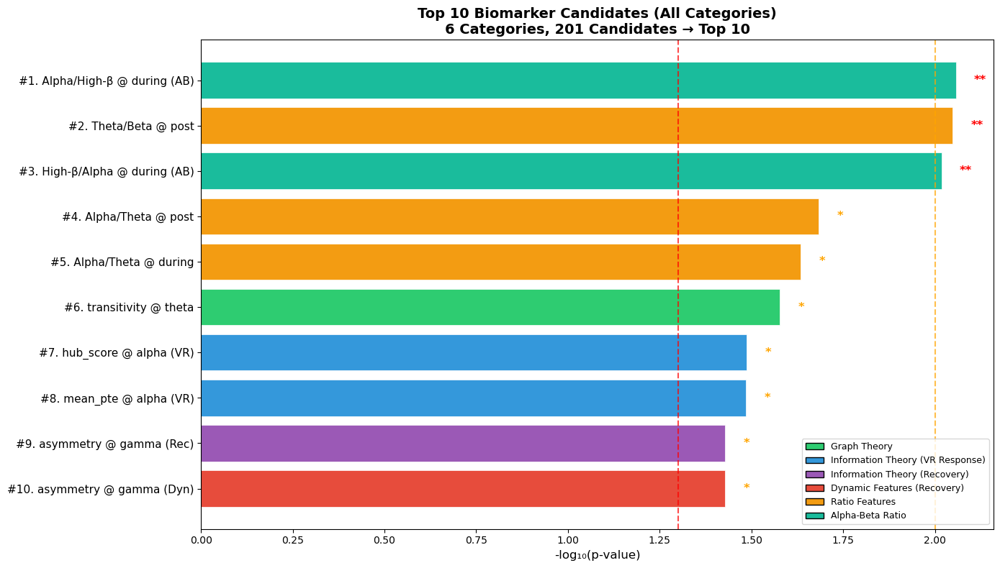 Top 10 Biomarker Candidates (All Categories)
6 Categories, 201 Candidates → Top 10
#1. Alpha/High-β @ during (AB)
**
#2. Theta/Beta @ post
**
#3. High-β/Alpha @ during (AB)
**
#4. Alpha/Theta @ post
*
#5. Alpha/Theta @ during
*
#6. transitivity @ theta
*
#7. hub_score @ alpha (VR)
*
#8. mean_pte @ alpha (VR)
*
#9. asymmetry @ gamma (Rec)
*
#10. asymmetry @ gamma (Dyn)
*
Graph Theory
Information Theory (VR Response)
Information Theory (Recovery)
Dynamic Features (Recovery)
Ratio Features
Alpha-Beta Ratio
0.00 0.25 0.50 0.75 1.00 1.25 1.50 1.75 2.00
-log₁₀(p-value)